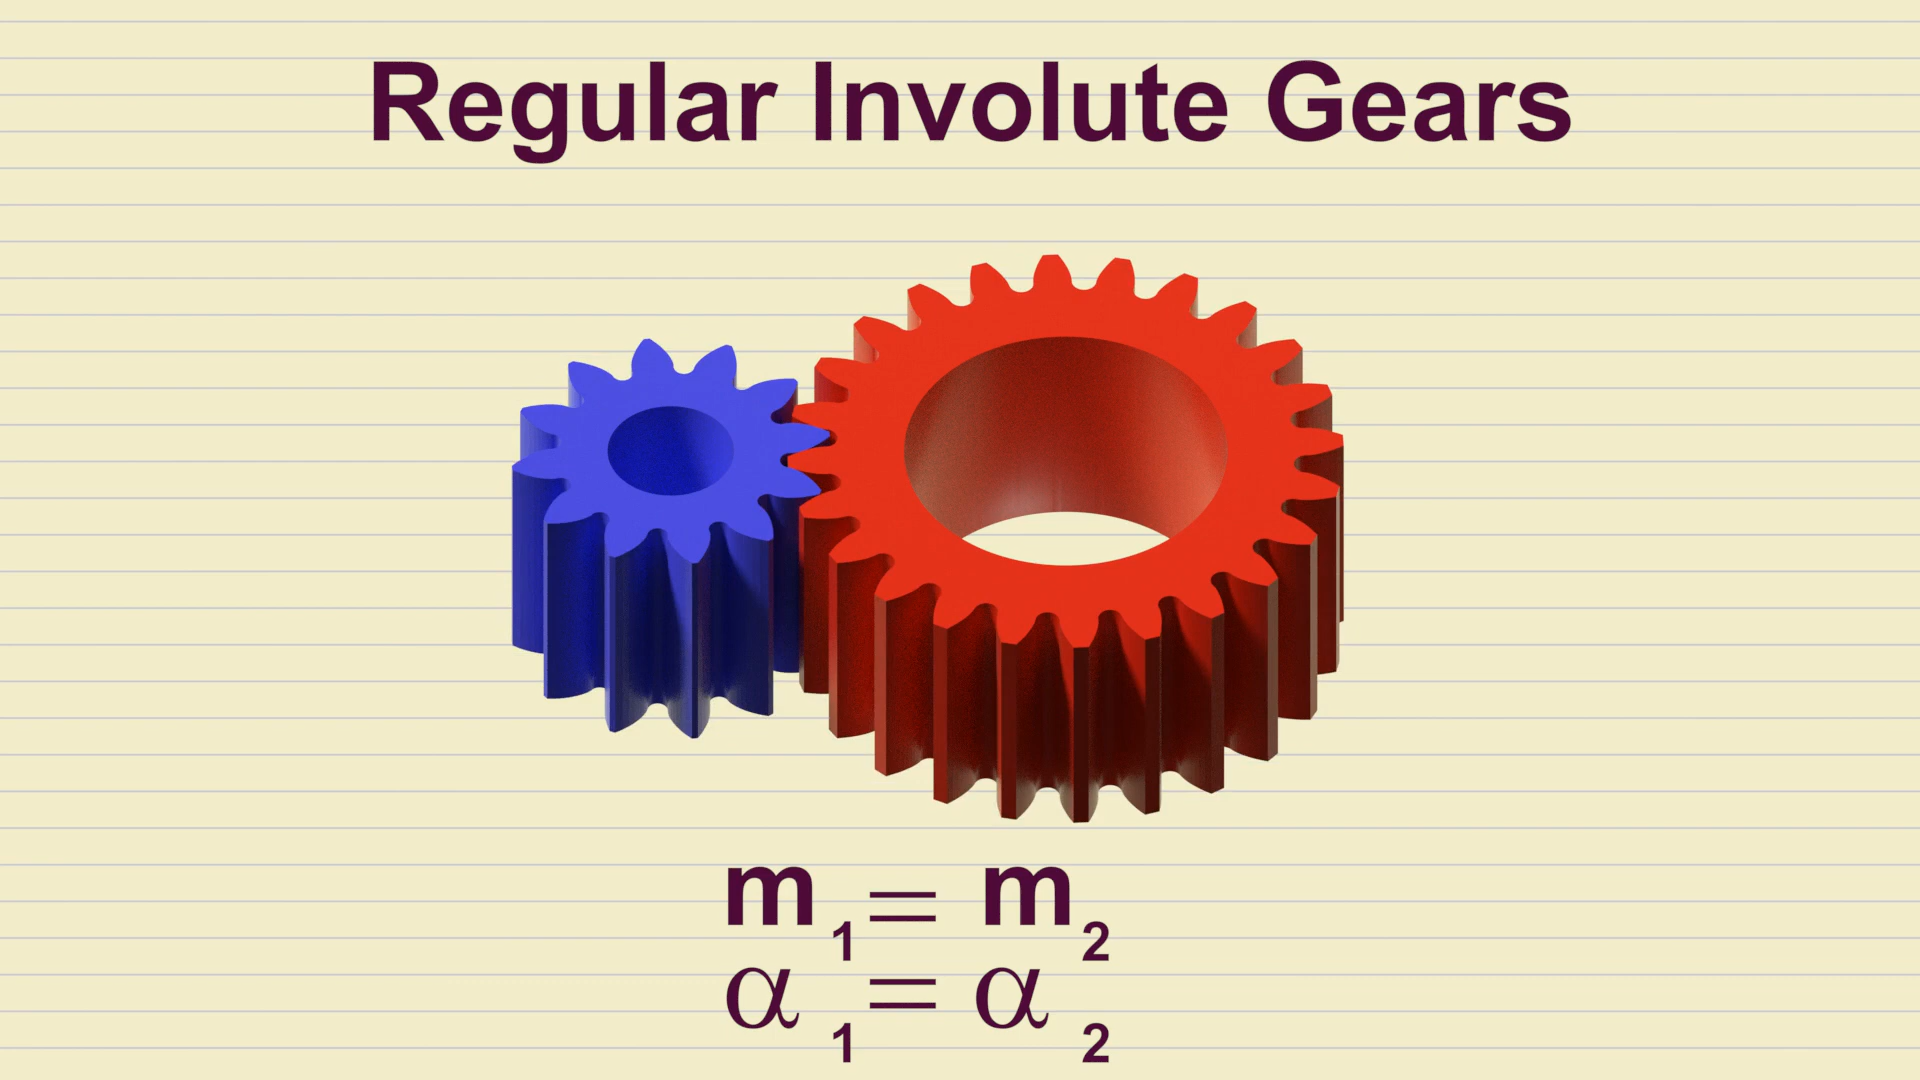 Regular Involute Gears
m₁ = m₂
α₁ = α₂